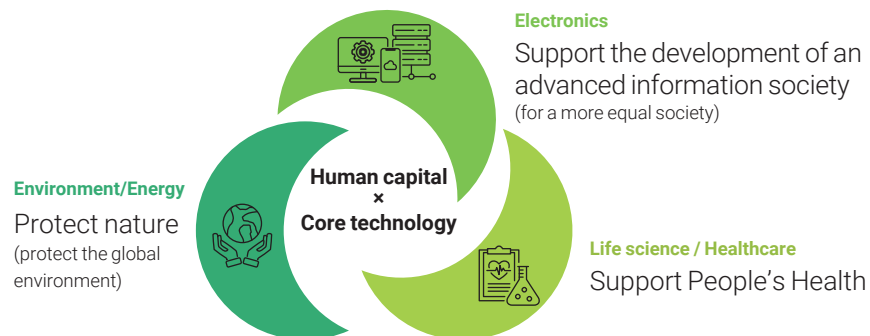 Electronics
Support the development of an
advanced information society
(for a more equal society)
Human capital
×
Core technology
Environment/Energy
Protect nature
(protect the global
environment)
Life science / Healthcare
Support People’s Health